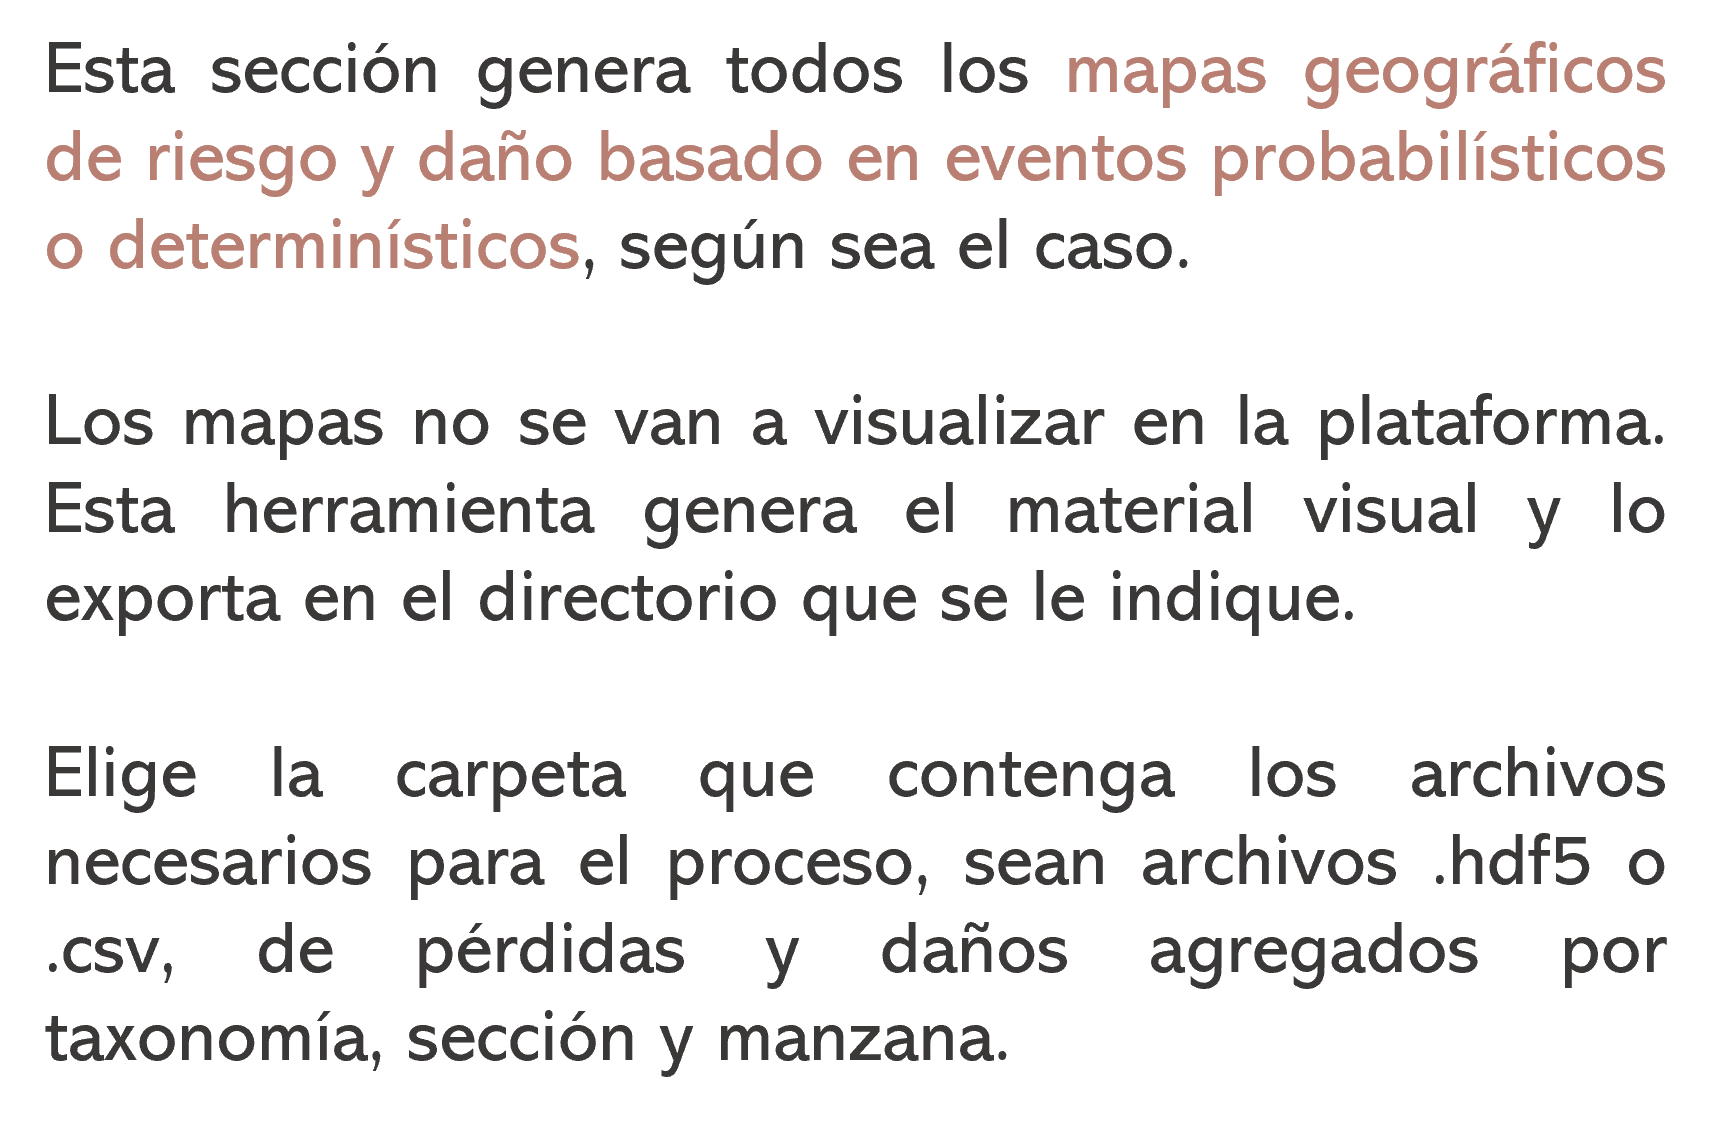 Esta sección genera todos los mapas geográficos
de riesgo y daño basado en eventos probabilísticos
o determinísticos, según sea el caso.
Los mapas no se van a visualizar en la plataforma.
Esta herramienta genera el material visual y lo
exporta en el directorio que se le indique.
Elige la carpeta que contenga los archivos
necesarios para el proceso, sean archivos .hdf5 o
.csv, de pérdidas y daños agregados por
taxonomía, sección y manzana.